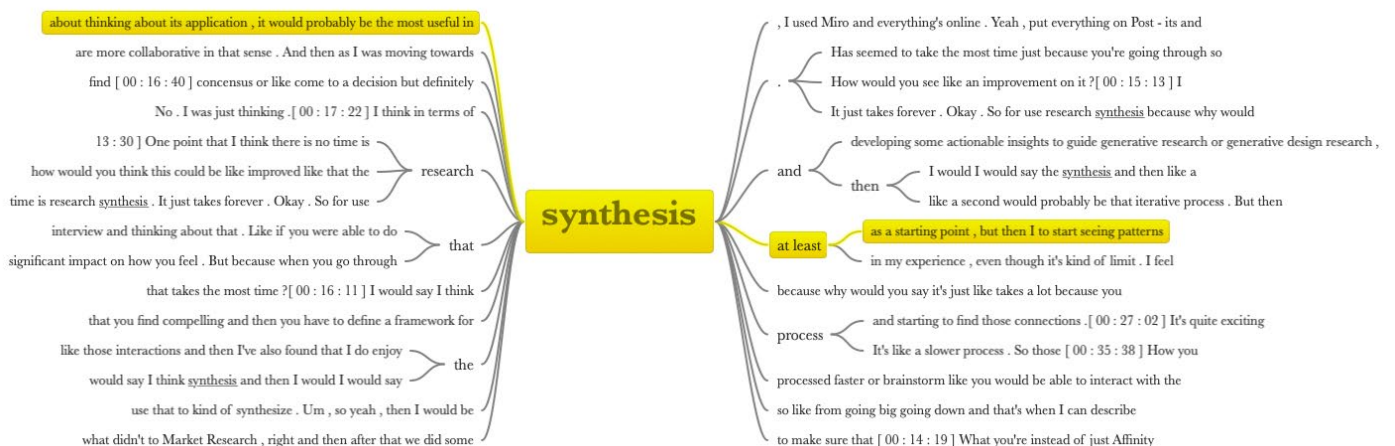 about thinking about its application , it would probably be the most useful in
are more collaborative in that sense . And then as I was moving towards
find [ 00 : 16 : 40 ] concensus or like come to a decision but definitely
No . I was just thinking .[ 00 : 17 : 22 ] I think in terms of
13 : 30 ] One point that I think there is no time is
how would you think this could be like improved like that the
time is research synthesis . It just takes forever . Okay . So for use
research
interview and thinking about that . Like if you were able to do
significant impact on how you feel . But because when you go through
that
that takes the most time ?[ 00 : 16 : 11 ] I would say I think
that you find compelling and then you have to define a framework for
like those interactions and then I've also found that I do enjoy
would say I think synthesis and then I would I would say
the
use that to kind of synthesize . Um , so yeah , then I would be
what didn't to Market Research , right and then after that we did some
synthesis
, I used Miro and everything's online . Yeah , put everything on Post - its and
.
Has seemed to take the most time just because you're going through so
How would you see like an improvement on it ?[ 00 : 15 : 13 ] I
It just takes forever . Okay . So for use research synthesis because why would
and
developing some actionable insights to guide generative research or generative design research ,
then
I would I would say the synthesis and then like a
like a second would probably be that iterative process . But then
at least
as a starting point , but then I to start seeing patterns
in my experience , even though it's kind of limit . I feel
because why would you say it's just like takes a lot because you
process
and starting to find those connections .[ 00 : 27 : 02 ] It's quite exciting
It's like a slower process . So those [ 00 : 35 : 38 ] How you
processed faster or brainstorm like you would be able to interact with the
so like from going big going down and that's when I can describe
to make sure that [ 00 : 14 : 19 ] What you're instead of just Affinity